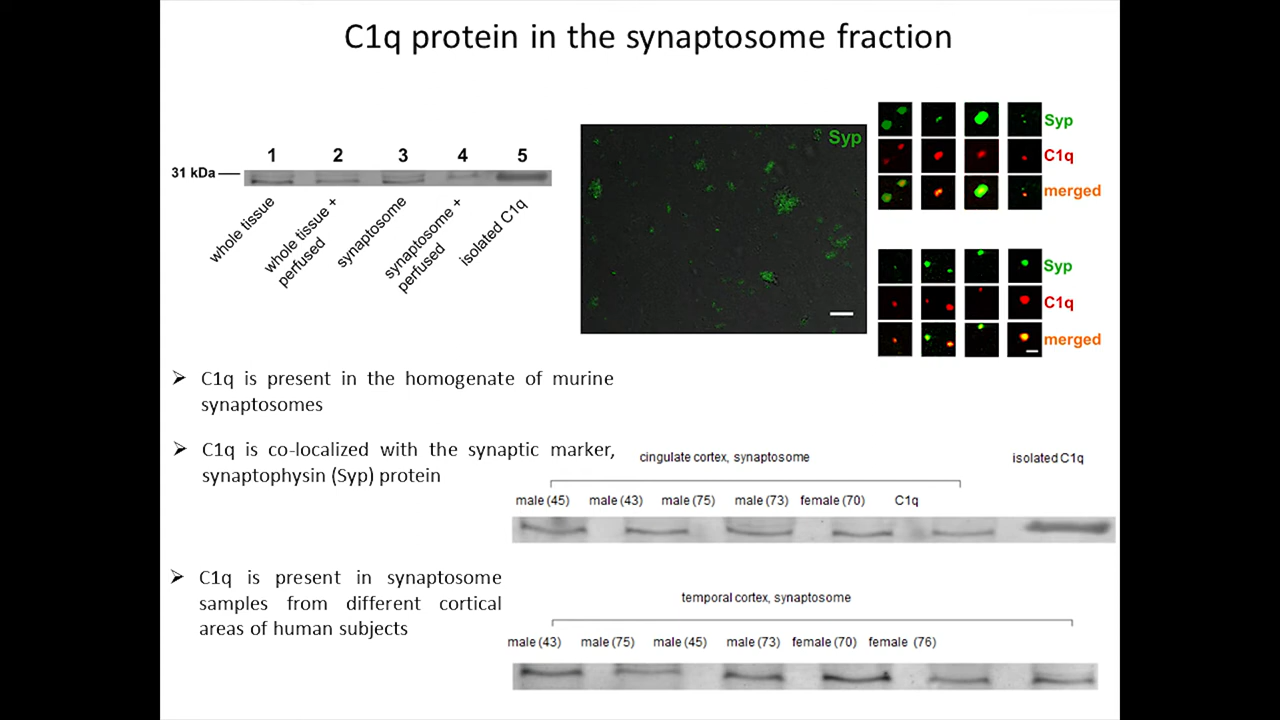 C1q protein in the synaptosome fraction
1 2 3 4 5
31 kDa
whole tissue
whole tissue +
perfused
synaptosome
synaptosome +
perfused
isolated C1q
Syp
Syp
C1q
merged
Syp
C1q
merged
C1q is present in the homogenate of murine
synaptosomes
C1q is co-localized with the synaptic marker,
synaptophysin (Syp) protein
cingulate cortex, synaptosome
isolated C1q
male (45) male (43) male (75) male (73) female (70) C1q
C1q is present in synaptosome
samples from different cortical
areas of human subjects
temporal cortex, synaptosome
male (43) male (75) male (45) male (73) female (70) female (76)